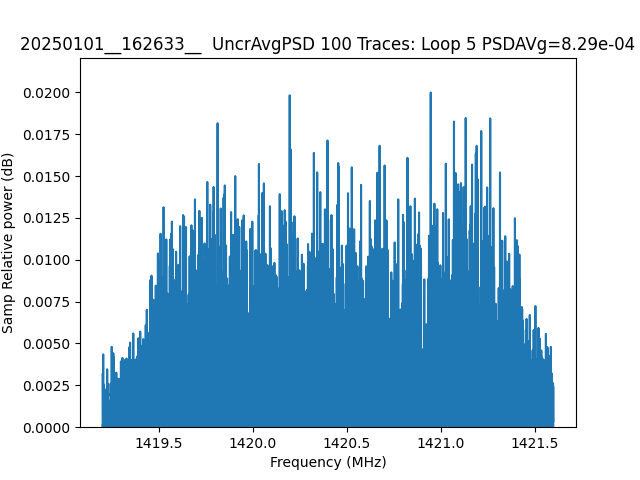 20250101__162633__ UncrAvgPSD 100 Traces: Loop 5 PSDAVg=8.29e-04
0.0200
0.0175
0.0150
0.0125
0.0100
0.0075
0.0050
0.0025
0.0000
Samp Relative power (dB)
1419.5 1420.0 1420.5 1421.0 1421.5
Frequency (MHz)